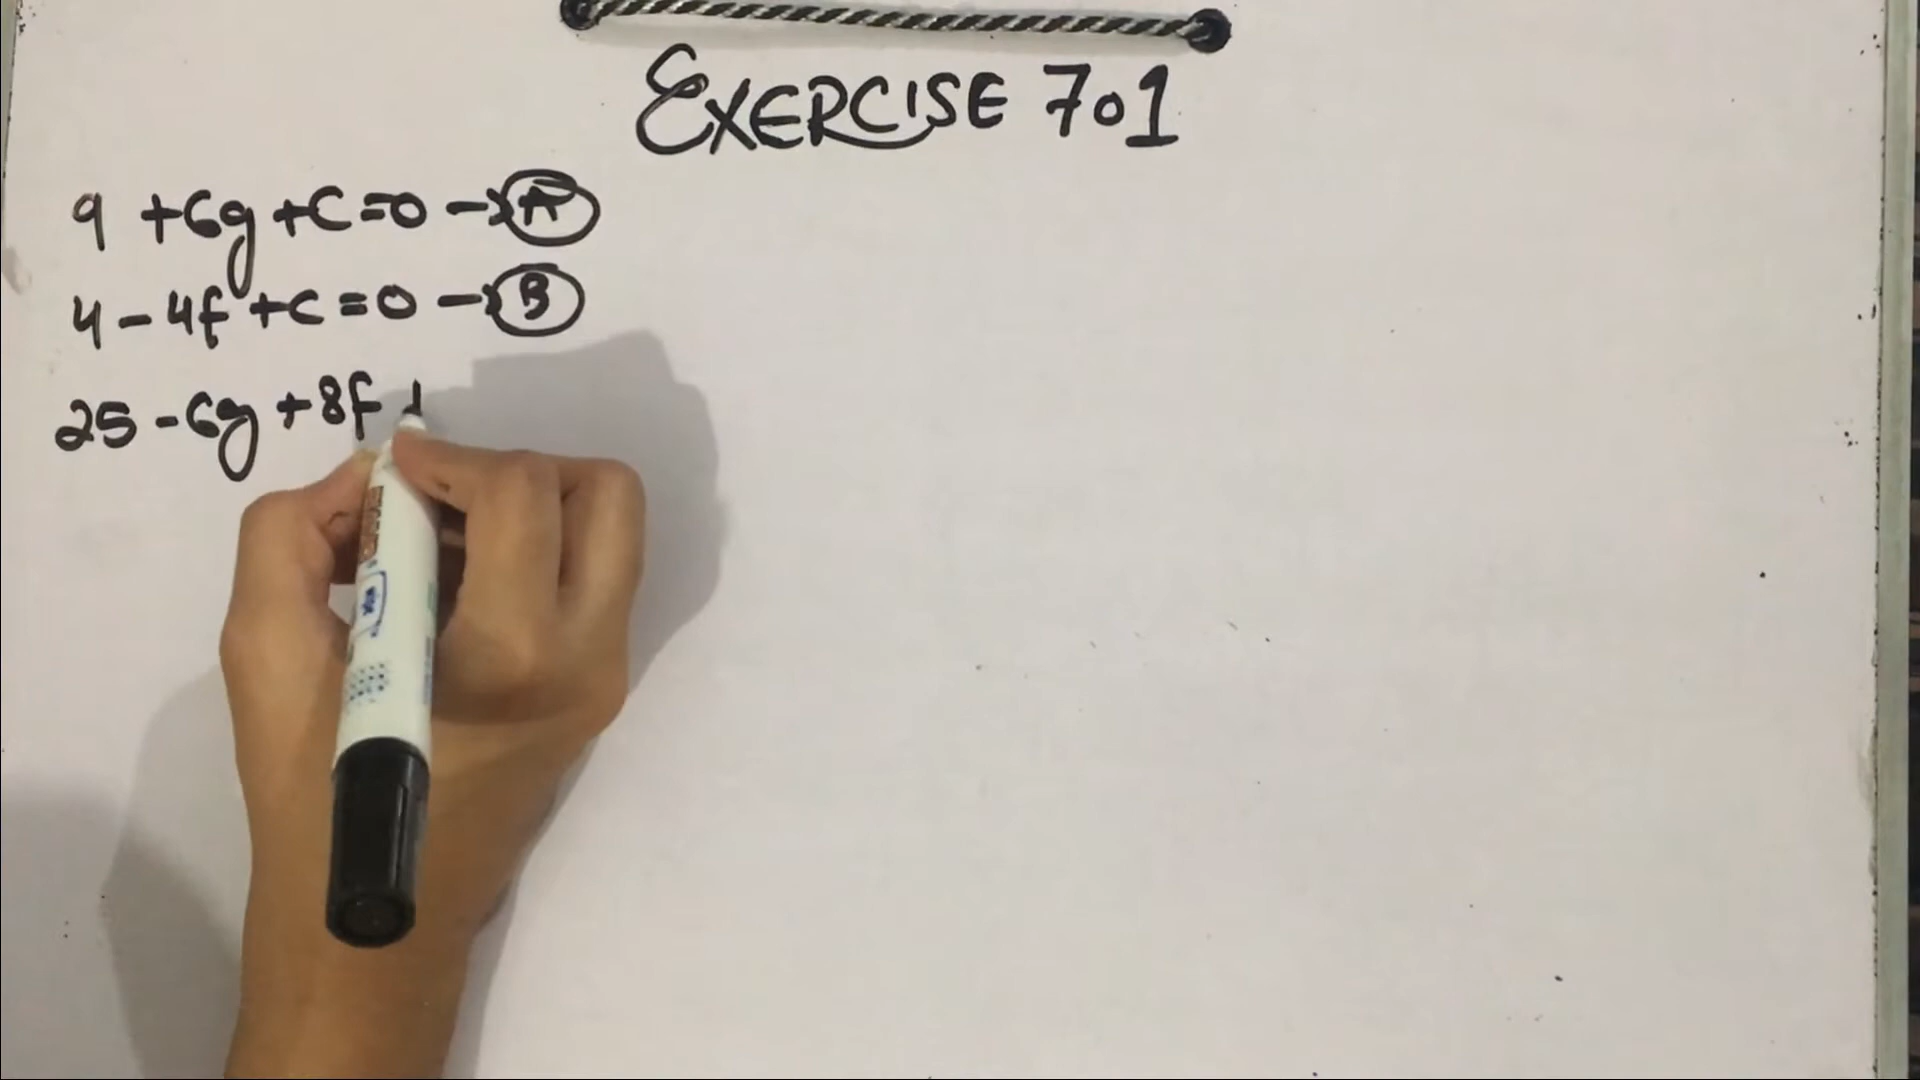 EXERCISE 7.1
9 + 6g + C = 0 → A
4 - 4f + C = 0 → B
25 - 6g + 8f